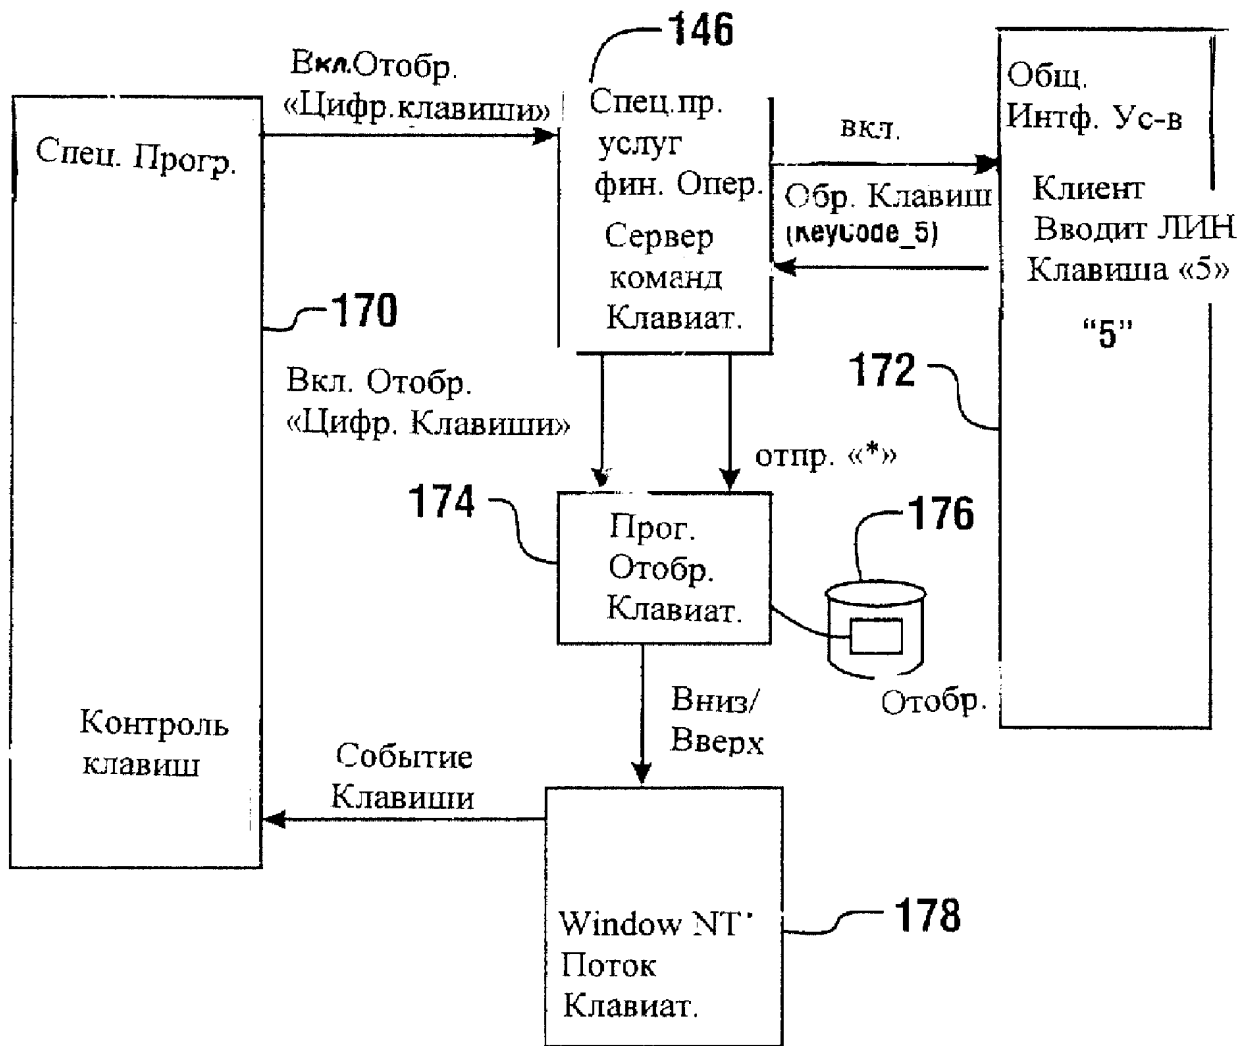 146
Вкл.Отобр.
«Цифр.клавиши»
Спец. Прогр.
Спец.пр.
услуг
фин. Опер.
Сервер
команд
Клавиат.
вкл.
Обр. Клавиш
(KeyCode_5)
Общ.
Интф. Ус-в
Клиент
Вводит ЛИН
Клавиша «5»
“5”
170
172
Вкл. Отобр.
«Цифр. Клавиши»
отпр. «*»
174
176
Прог.
Отобр.
Клавиат.
Отобр.
Вниз/
Вверх
Контроль
клавиш
Событие
Клавиши
178
Window NT
Поток
Клавиат.